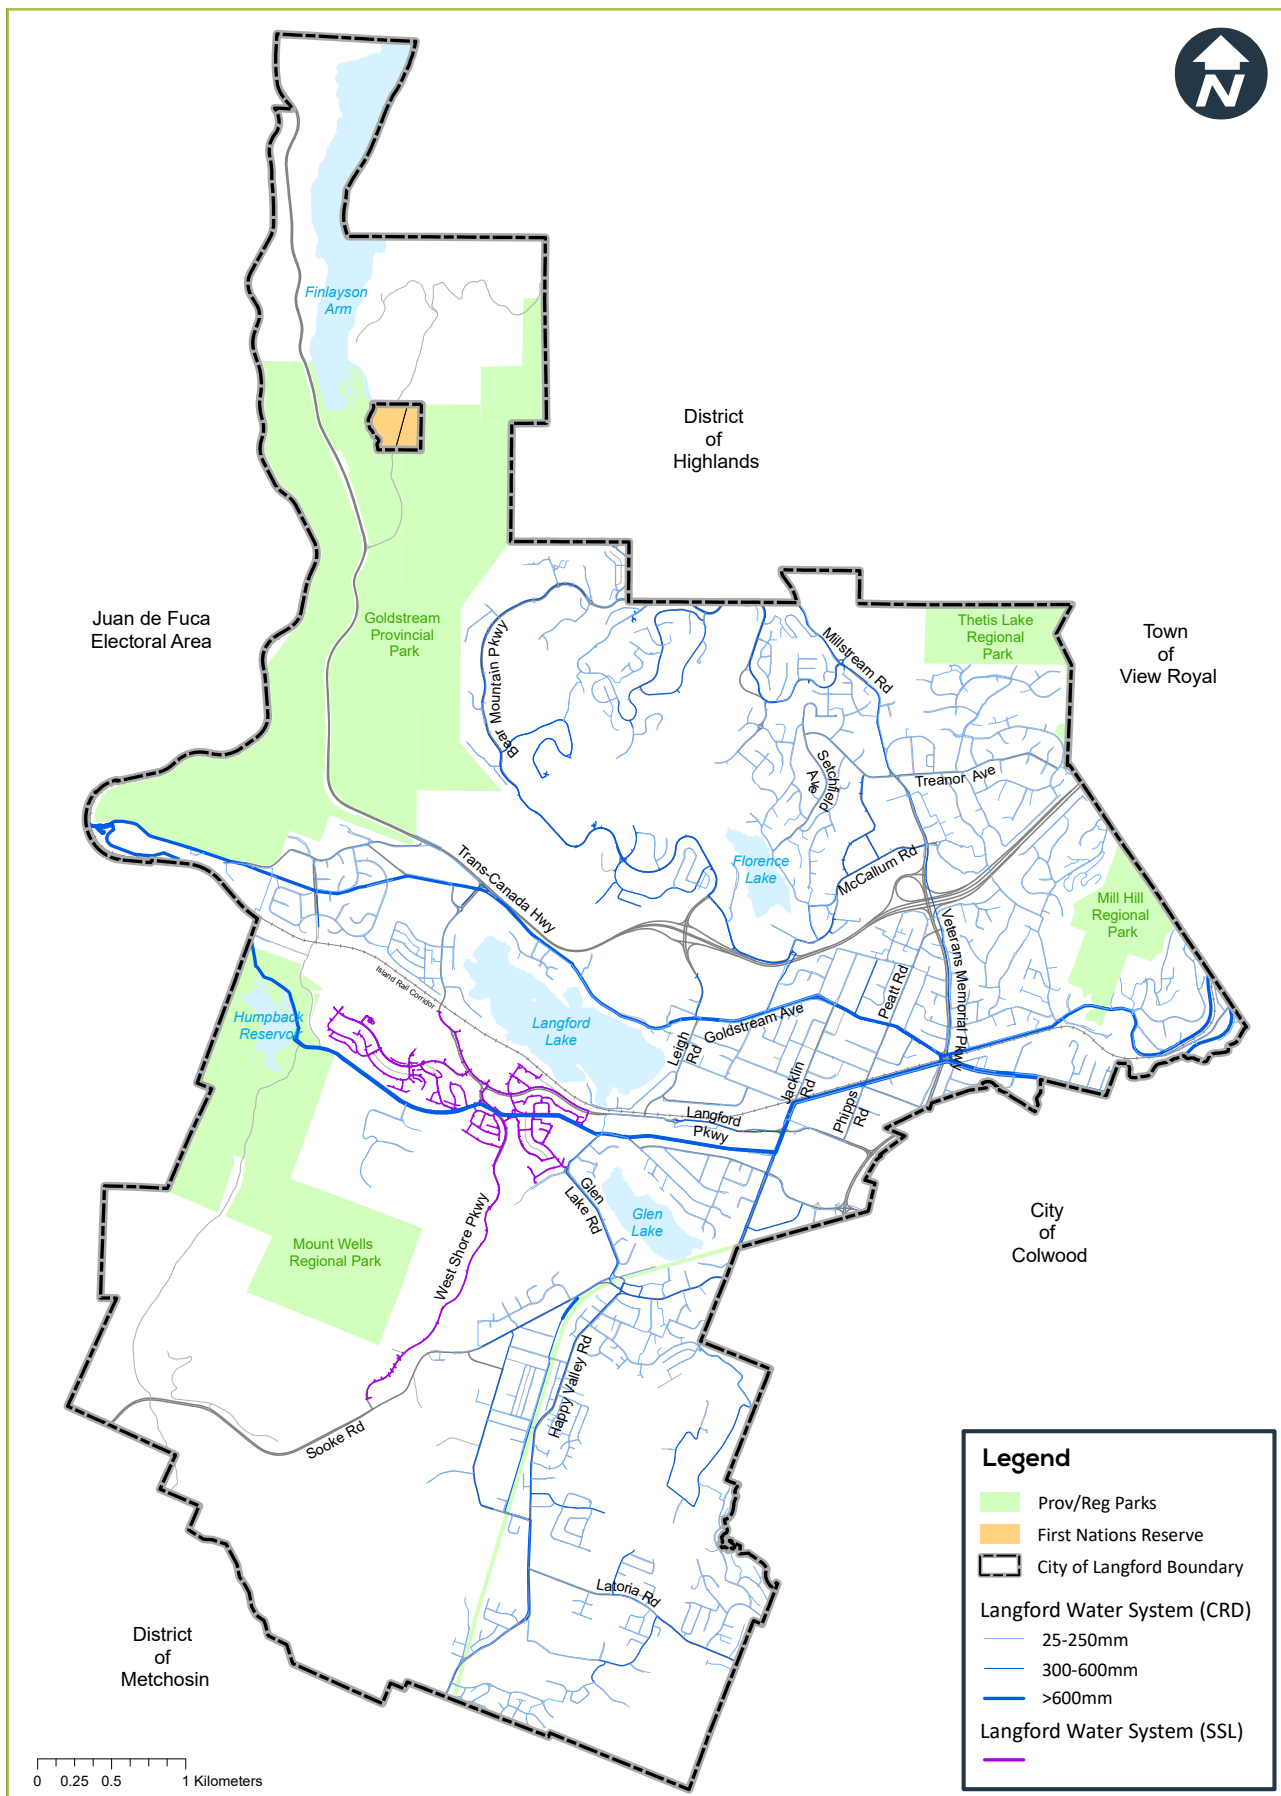 N
Finlayson
Arm
District
of
Highlands
Juan de Fuca
Electoral Area
Goldstream
Provincial
Park
Thetis Lake
Regional
Park
Town
of
View Royal
Bear Mountain Pkwy
Millstream Rd
Setchfield
Ave
Treanor Ave
Florence
Lake
McCallum Rd
Trans-Canada Hwy
Mill Hill
Regional
Park
Veterans Memorial Pkwy
Peatt Rd
Island Rail Corridor
Humpback
Reservoir
Langford
Lake
Goldstream Ave
Leigh
Rd
Jacklin
Rd
Phipps
Rd
Langford
Pkwy
Glen
Lake Rd
Glen
Lake
City
of
Colwood
West Shore Pkwy
Mount Wells
Regional Park
Happy Valley Rd
Sooke Rd
Latoria Rd
District
of
Metchosin
Legend
Prov/Reg Parks
First Nations Reserve
City of Langford Boundary
Langford Water System (CRD)
25-250mm
300-600mm
>600mm
Langford Water System (SSL)
0 0.25 0.5 1 Kilometers